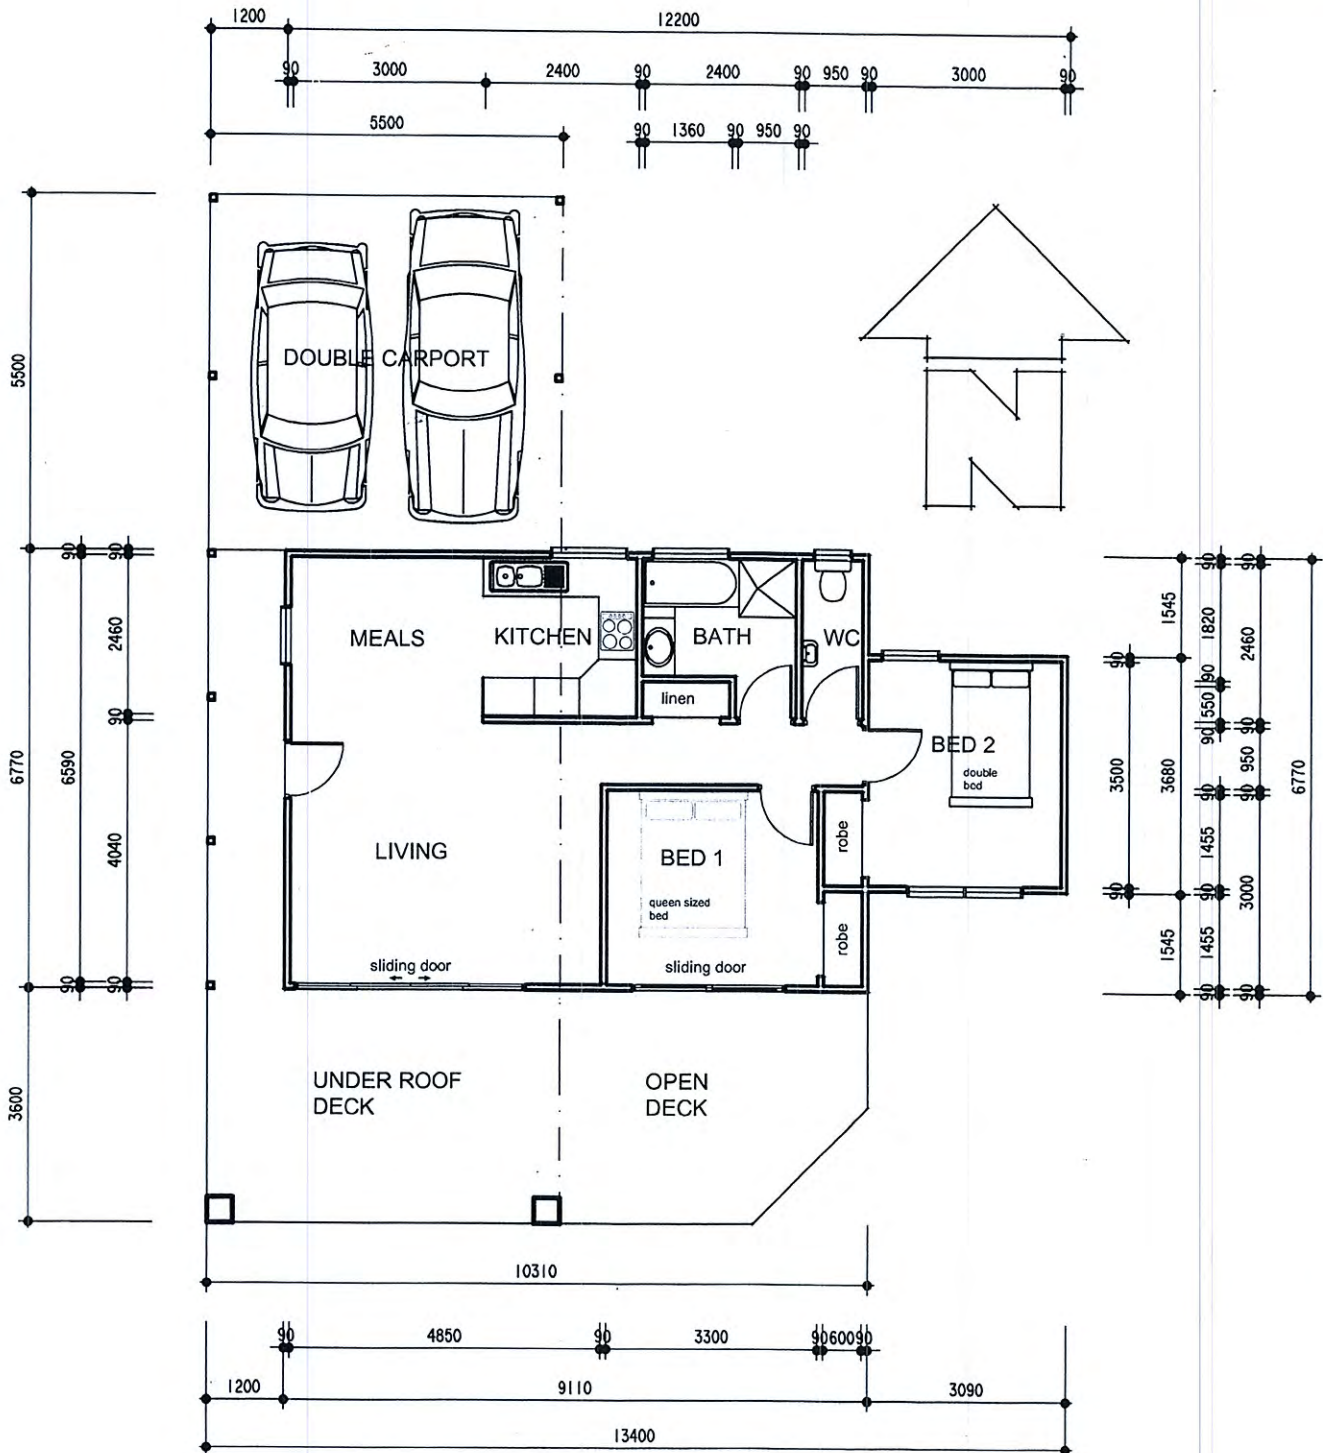 1200 12200
90 3000 2400 90 2400 90 950 90 3000 90
5500
90 1360 90 950 90
DOUBLE CARPORT
N
5500
6770
3600
90
6590
90
90
2460
90
4040
90
MEALS
KITCHEN
BATH
WC
linen
BED 2
double
bed
LIVING
BED 1
queen sized
bed
robe
robe
sliding door
sliding door
UNDER ROOF
DECK
OPEN
DECK
90
3500
90
1545
3680
1545
90
1820
90
550
90
90
1455
90
1455
90
90
2460
90
950
90
3000
90
6770
10310
90 4850 90 3300 90 600 90
1200 9110 3090
13400